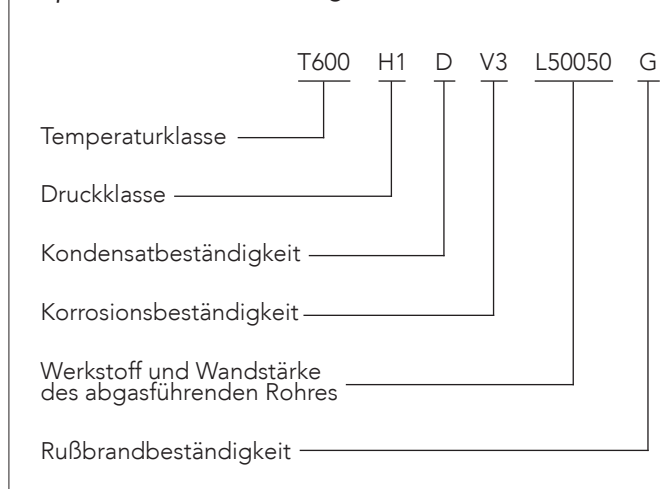 T600 H1 D V3 L50050 G
Temperaturklasse
Druckklasse
Kondensatbeständigkeit
Korrosionsbeständigkeit
Werkstoff und Wandstärke
des abgasführenden Rohres
Rußbrandbeständigkeit